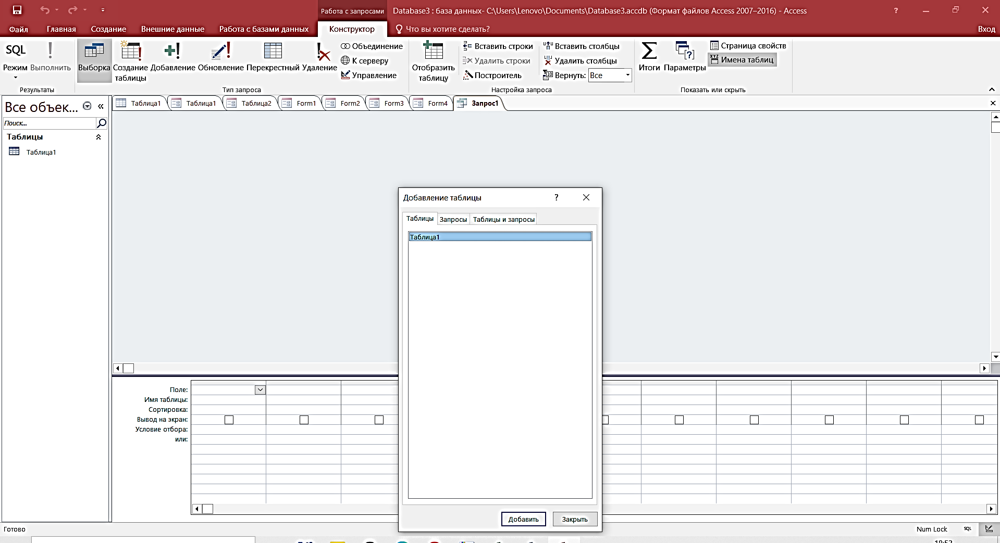 Работа с запросами
Database3 : база данных- C:\Users\Lenovo\Documents\Database3.accdb (Формат файлов Access 2007–2016) - Access
?
Файл Главная Создание Внешние данные Работа с базами данных Конструктор Что вы хотите сделать? Вход
SQL
Режим
Выполнить
Результаты
Выборка
Создание таблицы
Добавление
Обновление
Перекрестный
Удаление
Объединение
К серверу
Управление
Тип запроса
Отобразить таблицу
Вставить строки
Удалить строки
Построитель
Вставить столбцы
Удалить столбцы
Вернуть: Все
Настройка запроса
Итоги
Параметры
Страница свойств
Имена таблиц
Показать или скрыть
Все объек...
Поиск...
Таблицы
Таблица1
Таблица1 Таблица1 Таблица2 Form1 Form2 Form3 Form4 Запрос1
Добавление таблицы ?
Таблицы Запросы Таблицы и запросы
Таблица1
Добавить Закрыть
Поле:
Имя таблицы:
Сортировка:
Вывод на экран:
Условие отбора:
или:
Готово
Num Lock SQL